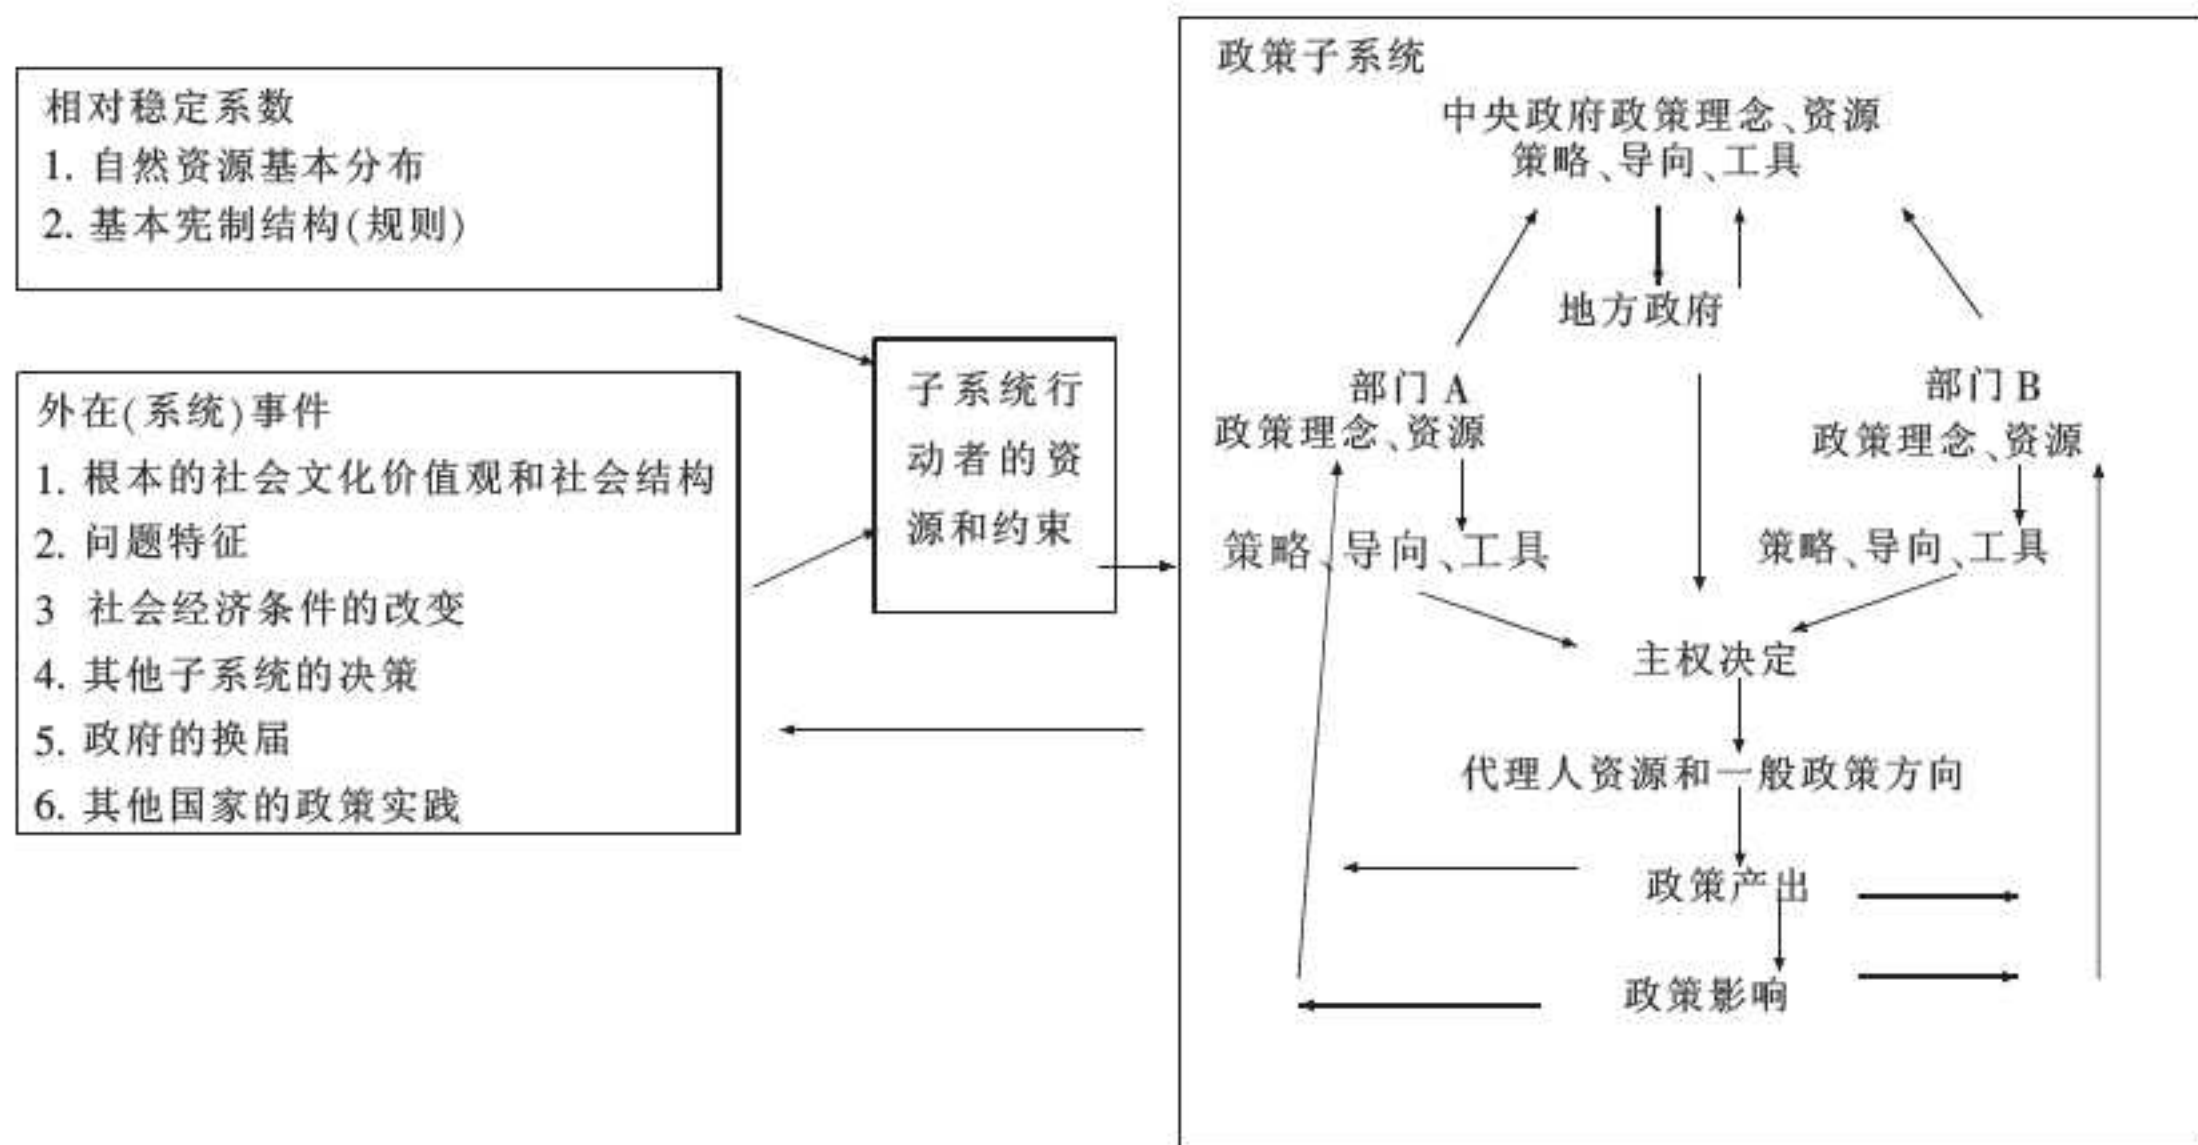 相对稳定系数
1. 自然资源基本分布
2. 基本宪制结构(规则)
外在(系统)事件
1. 根本的社会文化价值观和社会结构
2. 问题特征
3 社会经济条件的改变
4. 其他子系统的决策
5. 政府的换届
6. 其他国家的政策实践
子系统行
动者的资
源和约束
政策子系统
中央政府政策理念、资源
策略、导向、工具
地方政府
部门 A
政策理念、资源
策略、导向、工具
部门 B
政策理念、资源
策略、导向、工具
主权决定
代理人资源和一般政策方向
政策产出
政策影响